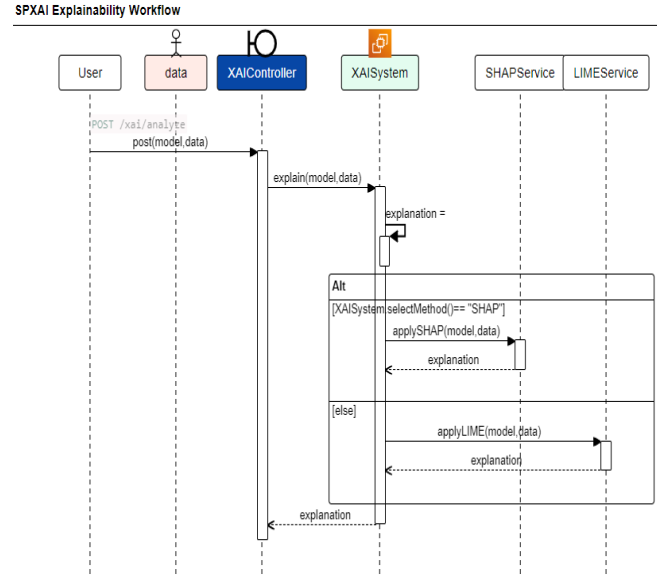 SPXAI Explainability Workflow
User
data
XAIController
XAISystem
SHAPService
LIMEService
POST /xai/analyte
post(model,data)
explain(model,data)
explanation =
Alt
[XAISystem.selectMethod()== "SHAP"]
applySHAP(model,data)
explanation
[else]
applyLIME(model,data)
explanation
explanation